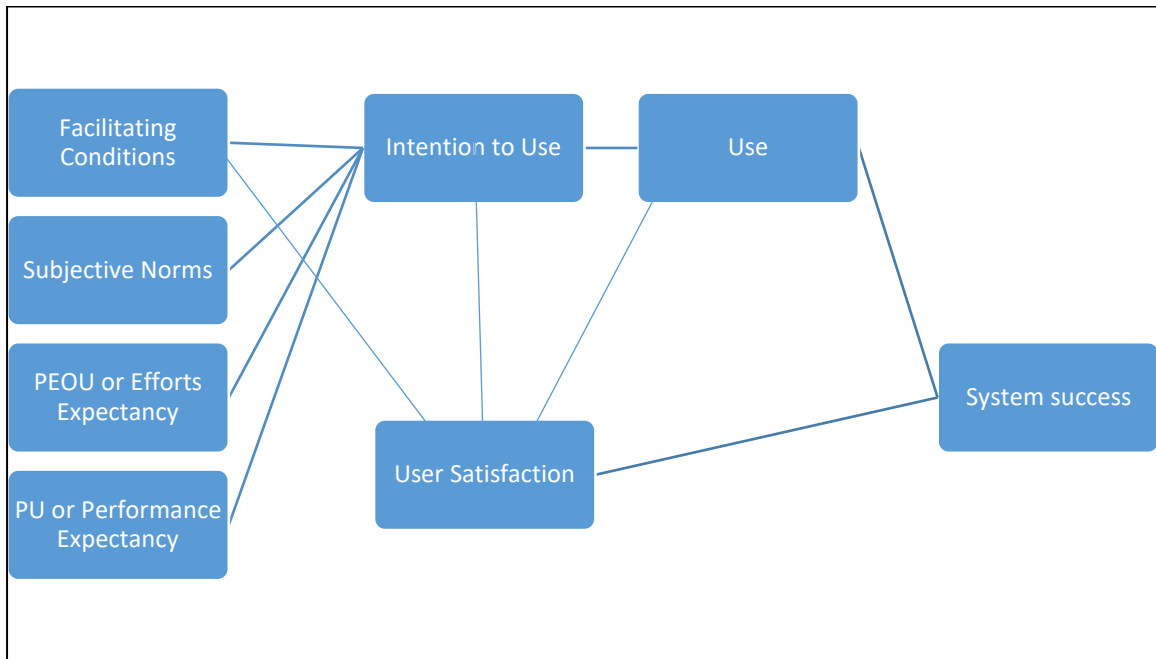 Facilitating
Conditions
Intention to Use
Use
Subjective Norms
PEOU or Efforts
Expectancy
System success
User Satisfaction
PU or Performance
Expectancy